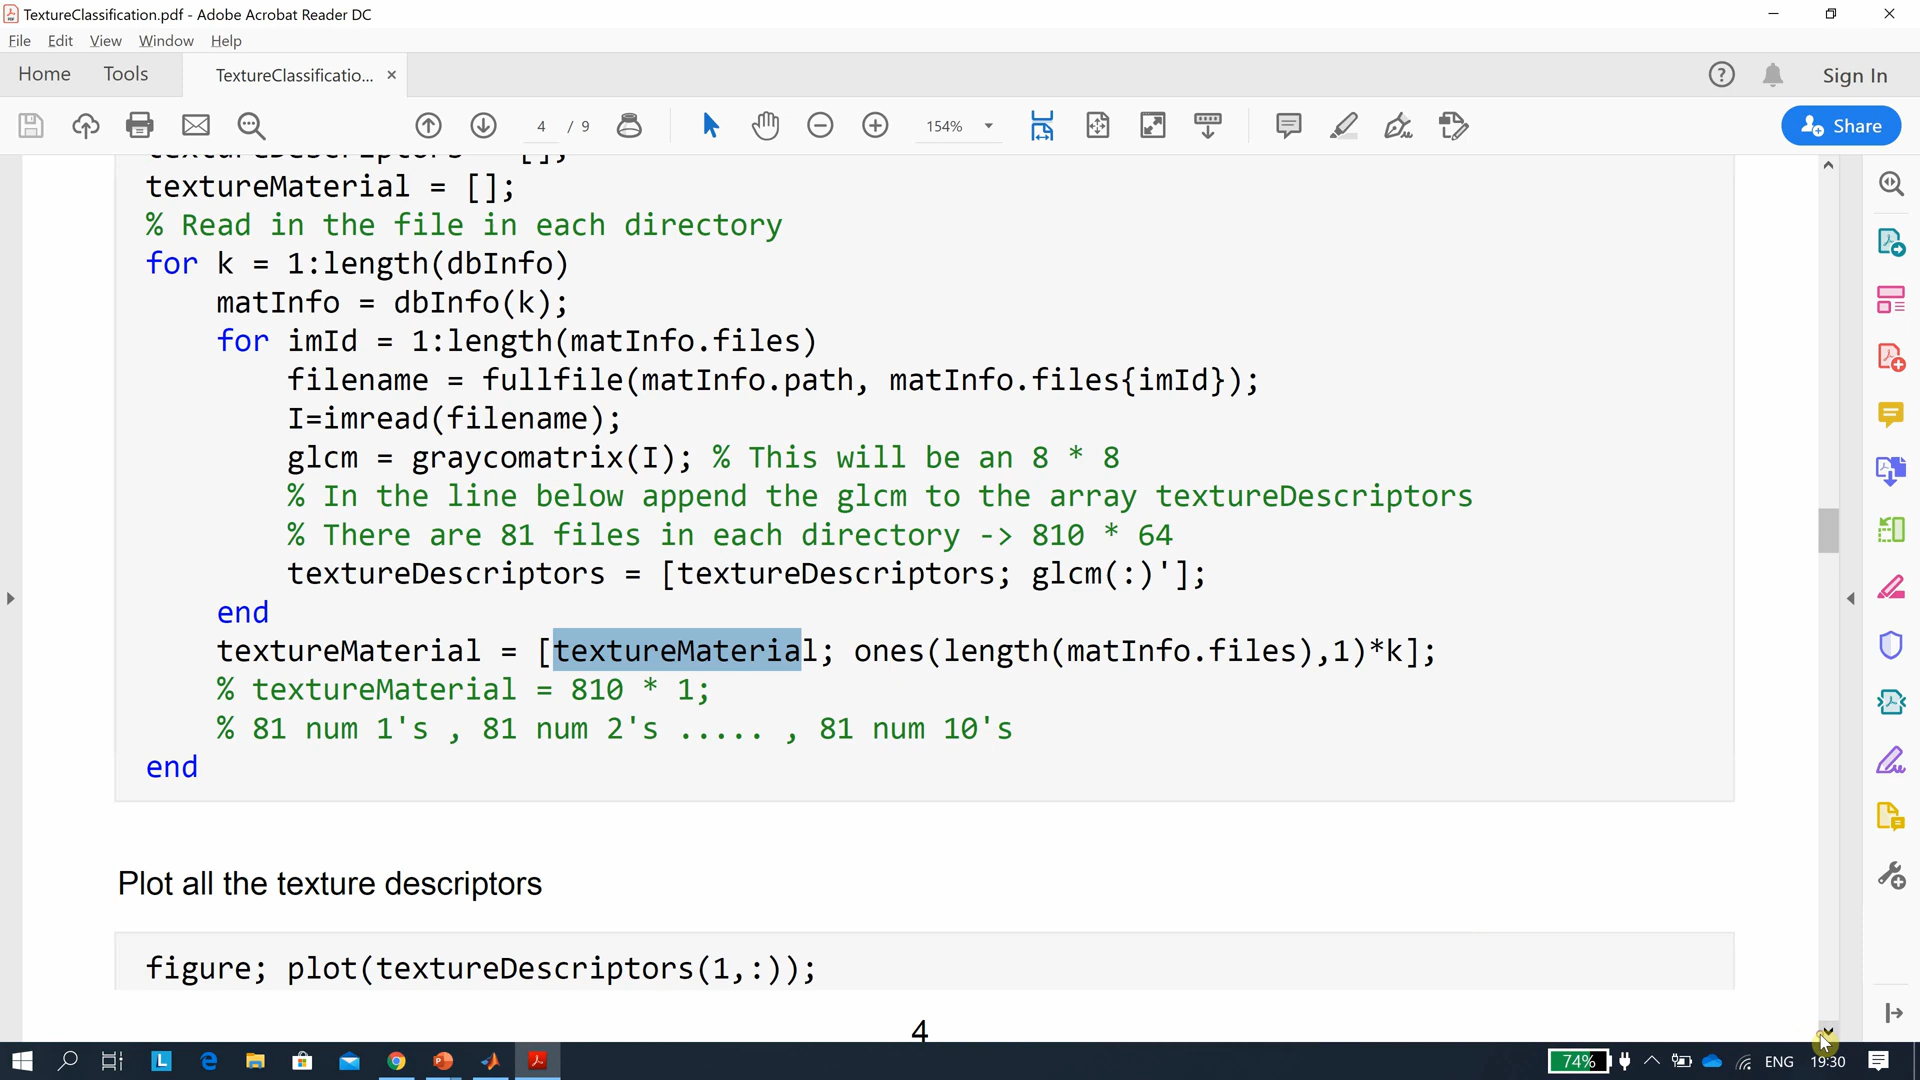 TextureClassification.pdf - Adobe Acrobat Reader DC
File Edit View Window Help
Home Tools TextureClassificatio... ×
Sign In
4 / 9
154%
Share
textureDescriptors = [];
textureMaterial = [];
% Read in the file in each directory
for k = 1:length(dbInfo)
matInfo = dbInfo(k);
for imId = 1:length(matInfo.files)
filename = fullfile(matInfo.path, matInfo.files{imId});
I=imread(filename);
glcm = graycomatrix(I); % This will be an 8 * 8
% In the line below append the glcm to the array textureDescriptors
% There are 81 files in each directory -> 810 * 64
textureDescriptors = [textureDescriptors; glcm(:)'];
end
textureMaterial = [textureMaterial; ones(length(matInfo.files),1)*k];
% textureMaterial = 810 * 1;
% 81 num 1's , 81 num 2's ..... , 81 num 10's
end
Plot all the texture descriptors
figure; plot(textureDescriptors(1,:));
4
74% ENG 19:30